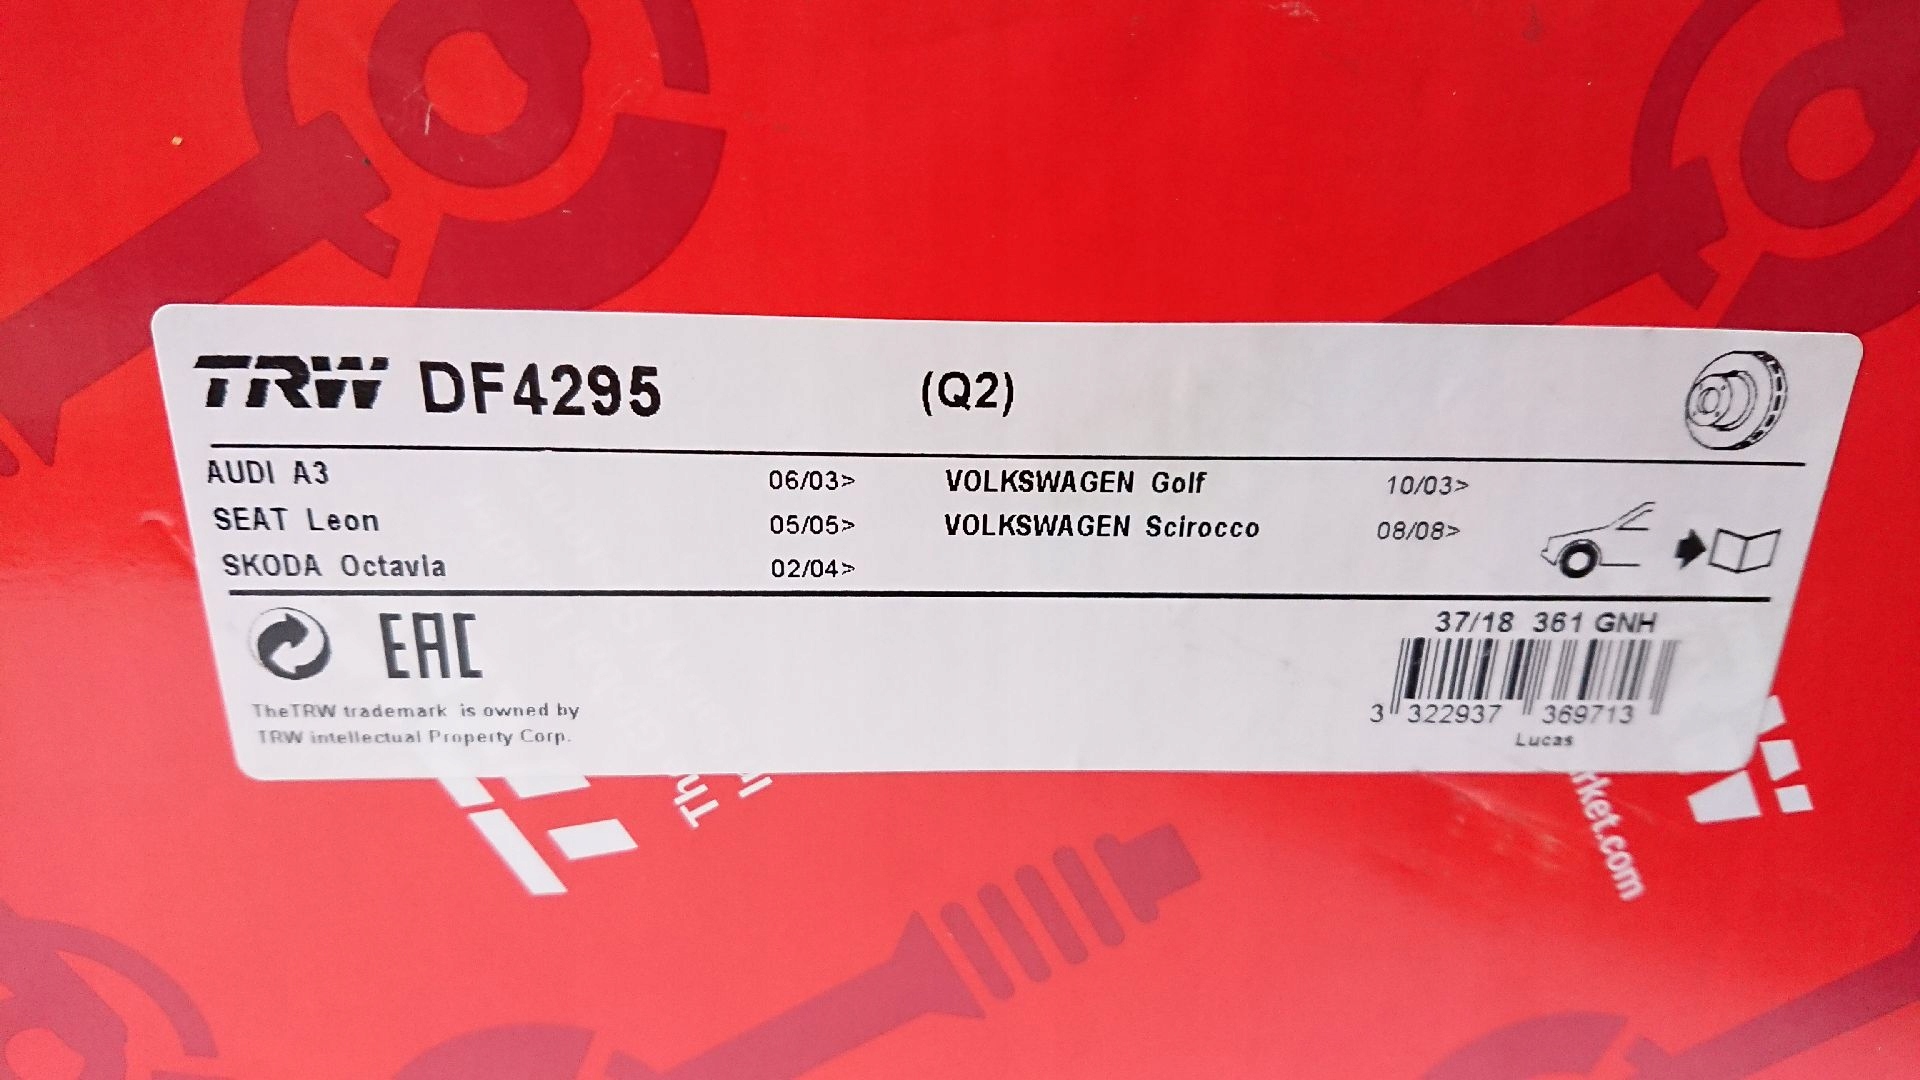 TRW DF4295 (Q2)
AUDI A3 06/03> VOLKSWAGEN Golf 10/03>
SEAT Leon 05/05> VOLKSWAGEN Scirocco 08/08>
SKODA Octavia 02/04>
EAC
37/18 361 GNH
TheTRW trademark is owned by
TRW intellectual Property Corp.
3 322937 369713
Lucas
rket.com